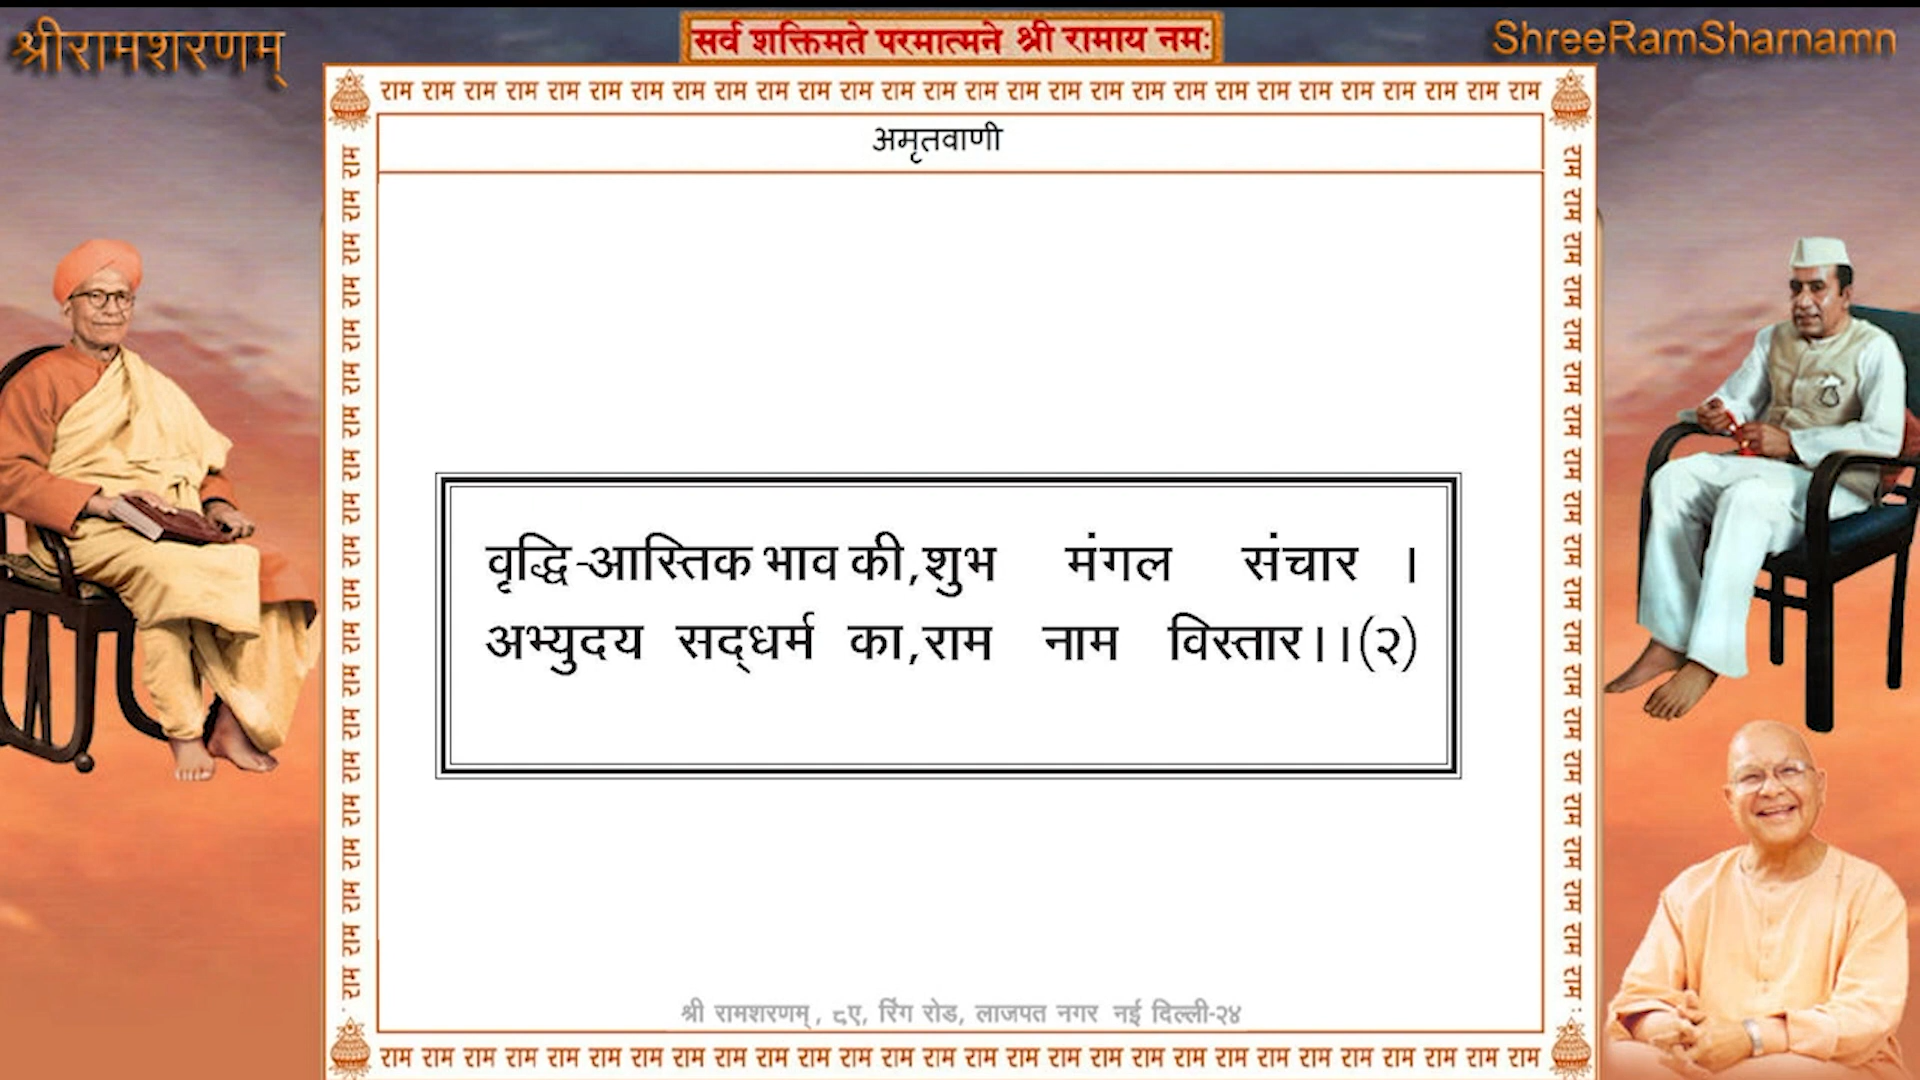 श्रीरामशरणम्
सर्व शक्तिमते परमात्मने श्री रामाय नमः
ShreeRamSharnamn
राम राम राम राम राम राम राम राम राम राम राम राम राम राम राम राम राम राम राम राम राम राम राम राम राम राम राम राम
अमृतवाणी
राम राम राम राम राम राम राम राम राम राम राम राम राम राम राम राम राम राम राम राम
राम राम राम राम राम राम राम राम राम राम राम राम राम राम राम राम राम राम राम राम
वृद्धि-आस्तिक भाव की,शुभ मंगल संचार ।
अभ्युदय सद्धर्म का,राम नाम विस्तार।।(२)
श्री रामशरणम् , ८ए, रिंग रोड, लाजपत नगर नई दिल्ली-२४
राम राम राम राम राम राम राम राम राम राम राम राम राम राम राम राम राम राम राम राम राम राम राम राम राम राम राम राम